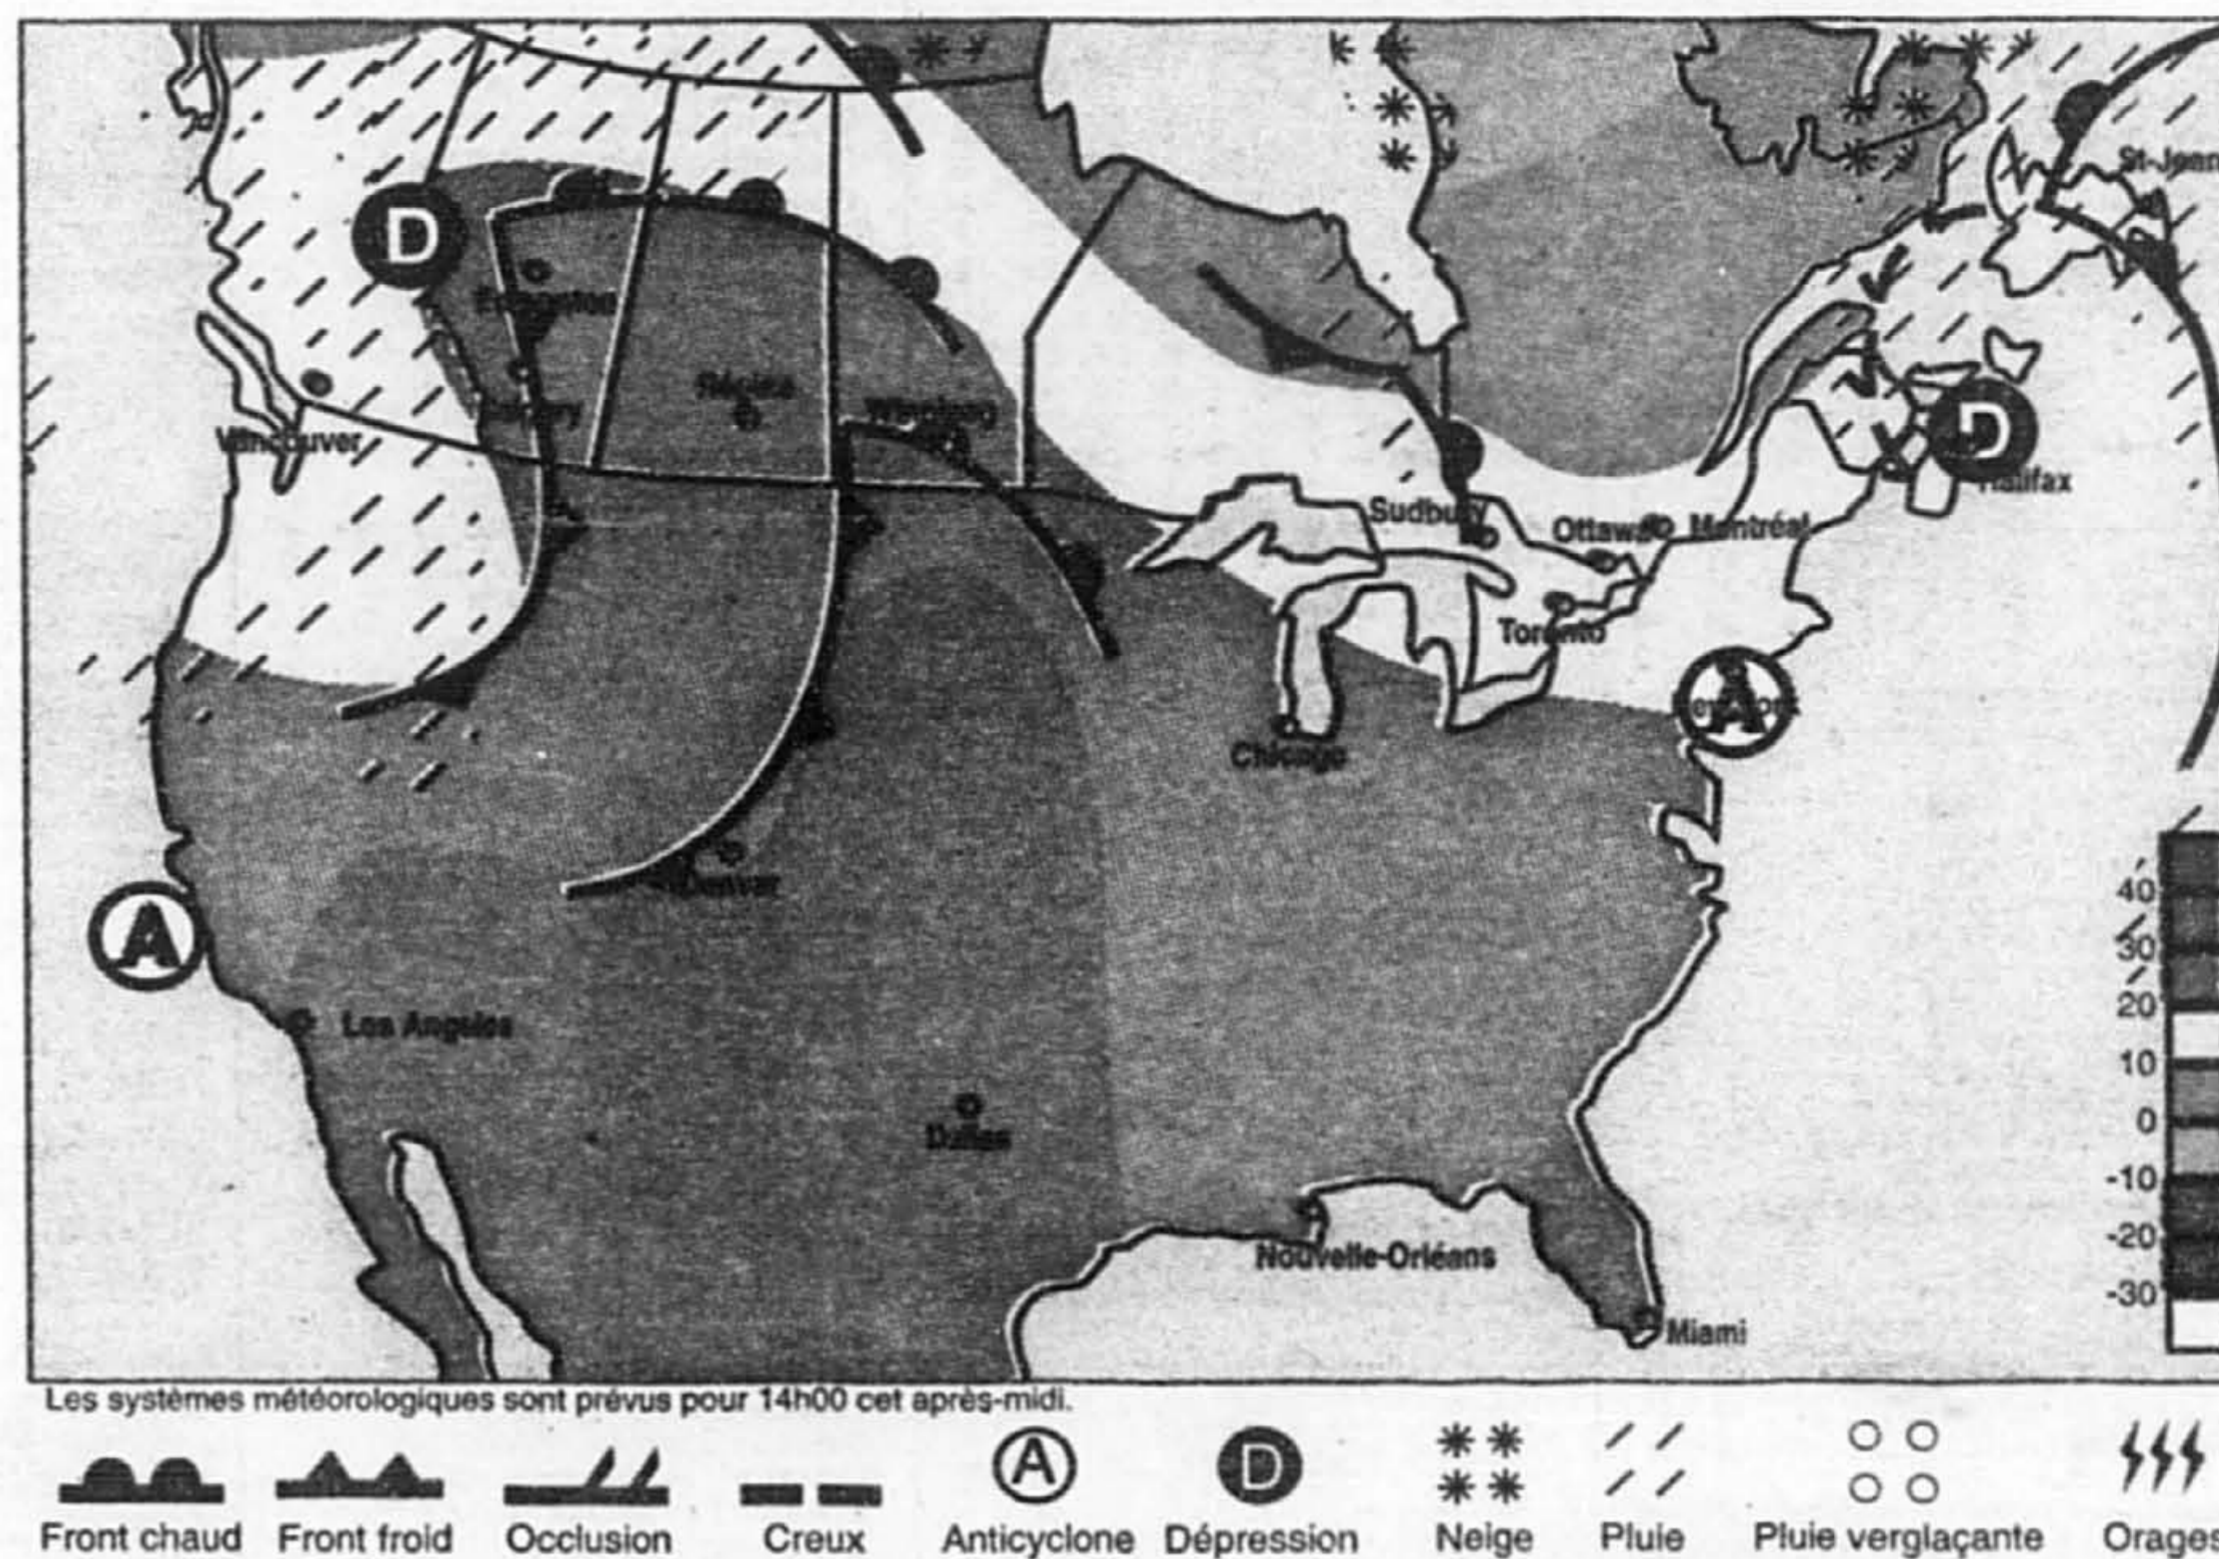 D
Edmonton
Régina
Winnipeg
Vancouver
St-Jean
D
Halifax
Sudbury
Ottawa
Montréal
Toronto
A
Chicago
Denver
A
Los Angeles
Dallas
Nouvelle-Orléans
Miami
40
30
20
10
0
-10
-20
-30
Les systèmes météorologiques sont prévus pour 14h00 cet après-midi.
A
D
Front chaud
Front froid
Occlusion
Creux
Anticyclone
Dépression
Neige
Pluie
Pluie verglaçante
Orages